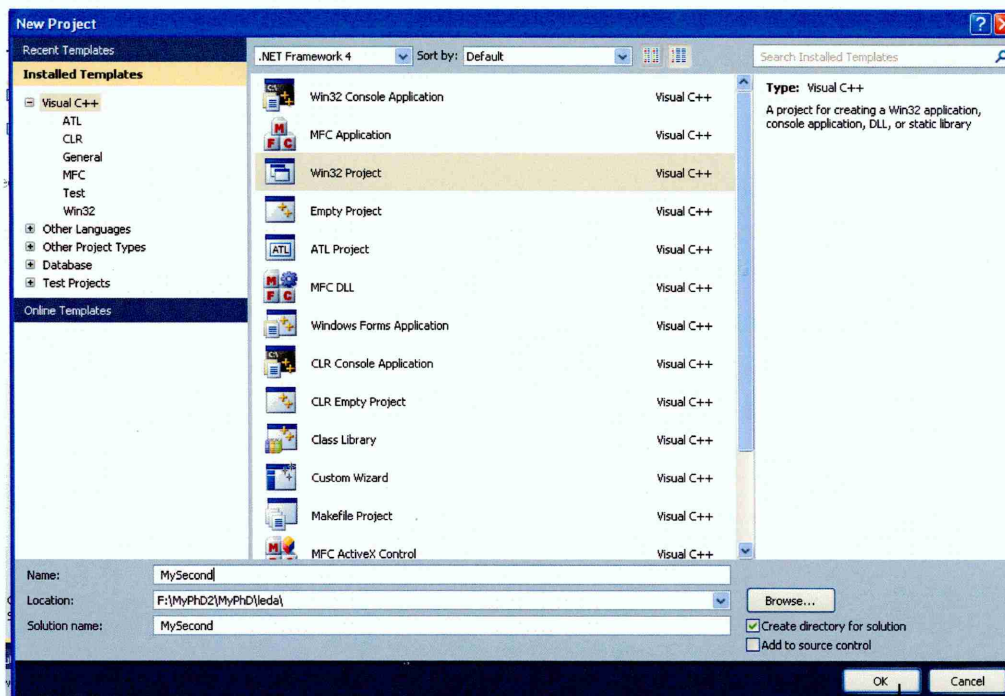 New Project
Recent Templates
Installed Templates
Visual C++
ATL
CLR
General
MFC
Test
Win32
Other Languages
Other Project Types
Database
Test Projects
Online Templates
.NET Framework 4 Sort by: Default
Win32 Console Application Visual C++
MFC Application Visual C++
Win32 Project Visual C++
Empty Project Visual C++
ATL Project Visual C++
MFC DLL Visual C++
Windows Forms Application Visual C++
CLR Console Application Visual C++
CLR Empty Project Visual C++
Class Library Visual C++
Custom Wizard Visual C++
Makefile Project Visual C++
MFC ActiveX Control Visual C++
Search Installed Templates
Type: Visual C++
A project for creating a Win32 application,
console application, DLL, or static library
Name: MySecond
Location: F:\MyPhD2\MyPhD\leda\
Browse...
Solution name: MySecond
Create directory for solution
Add to source control
OK Cancel